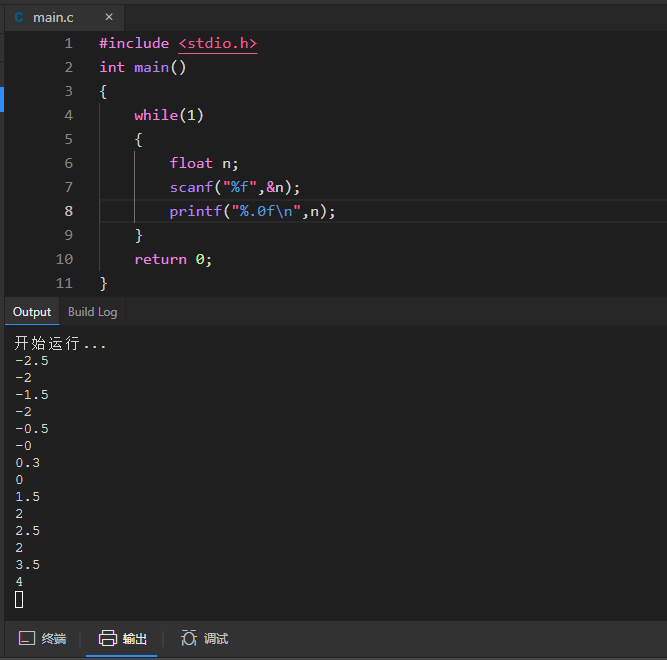 C main.c ×
1 #include <stdio.h>
2 int main()
3 {
4 while(1)
5 {
6 float n;
7 scanf("%f",&n);
8 printf("%.0f\n",n);
9 }
10 return 0;
11 }
Output Build Log
开始运行...
-2.5
-2
-1.5
-2
-0.5
-0
0.3
0
1.5
2
2.5
2
3.5
4
终端 输出 调试